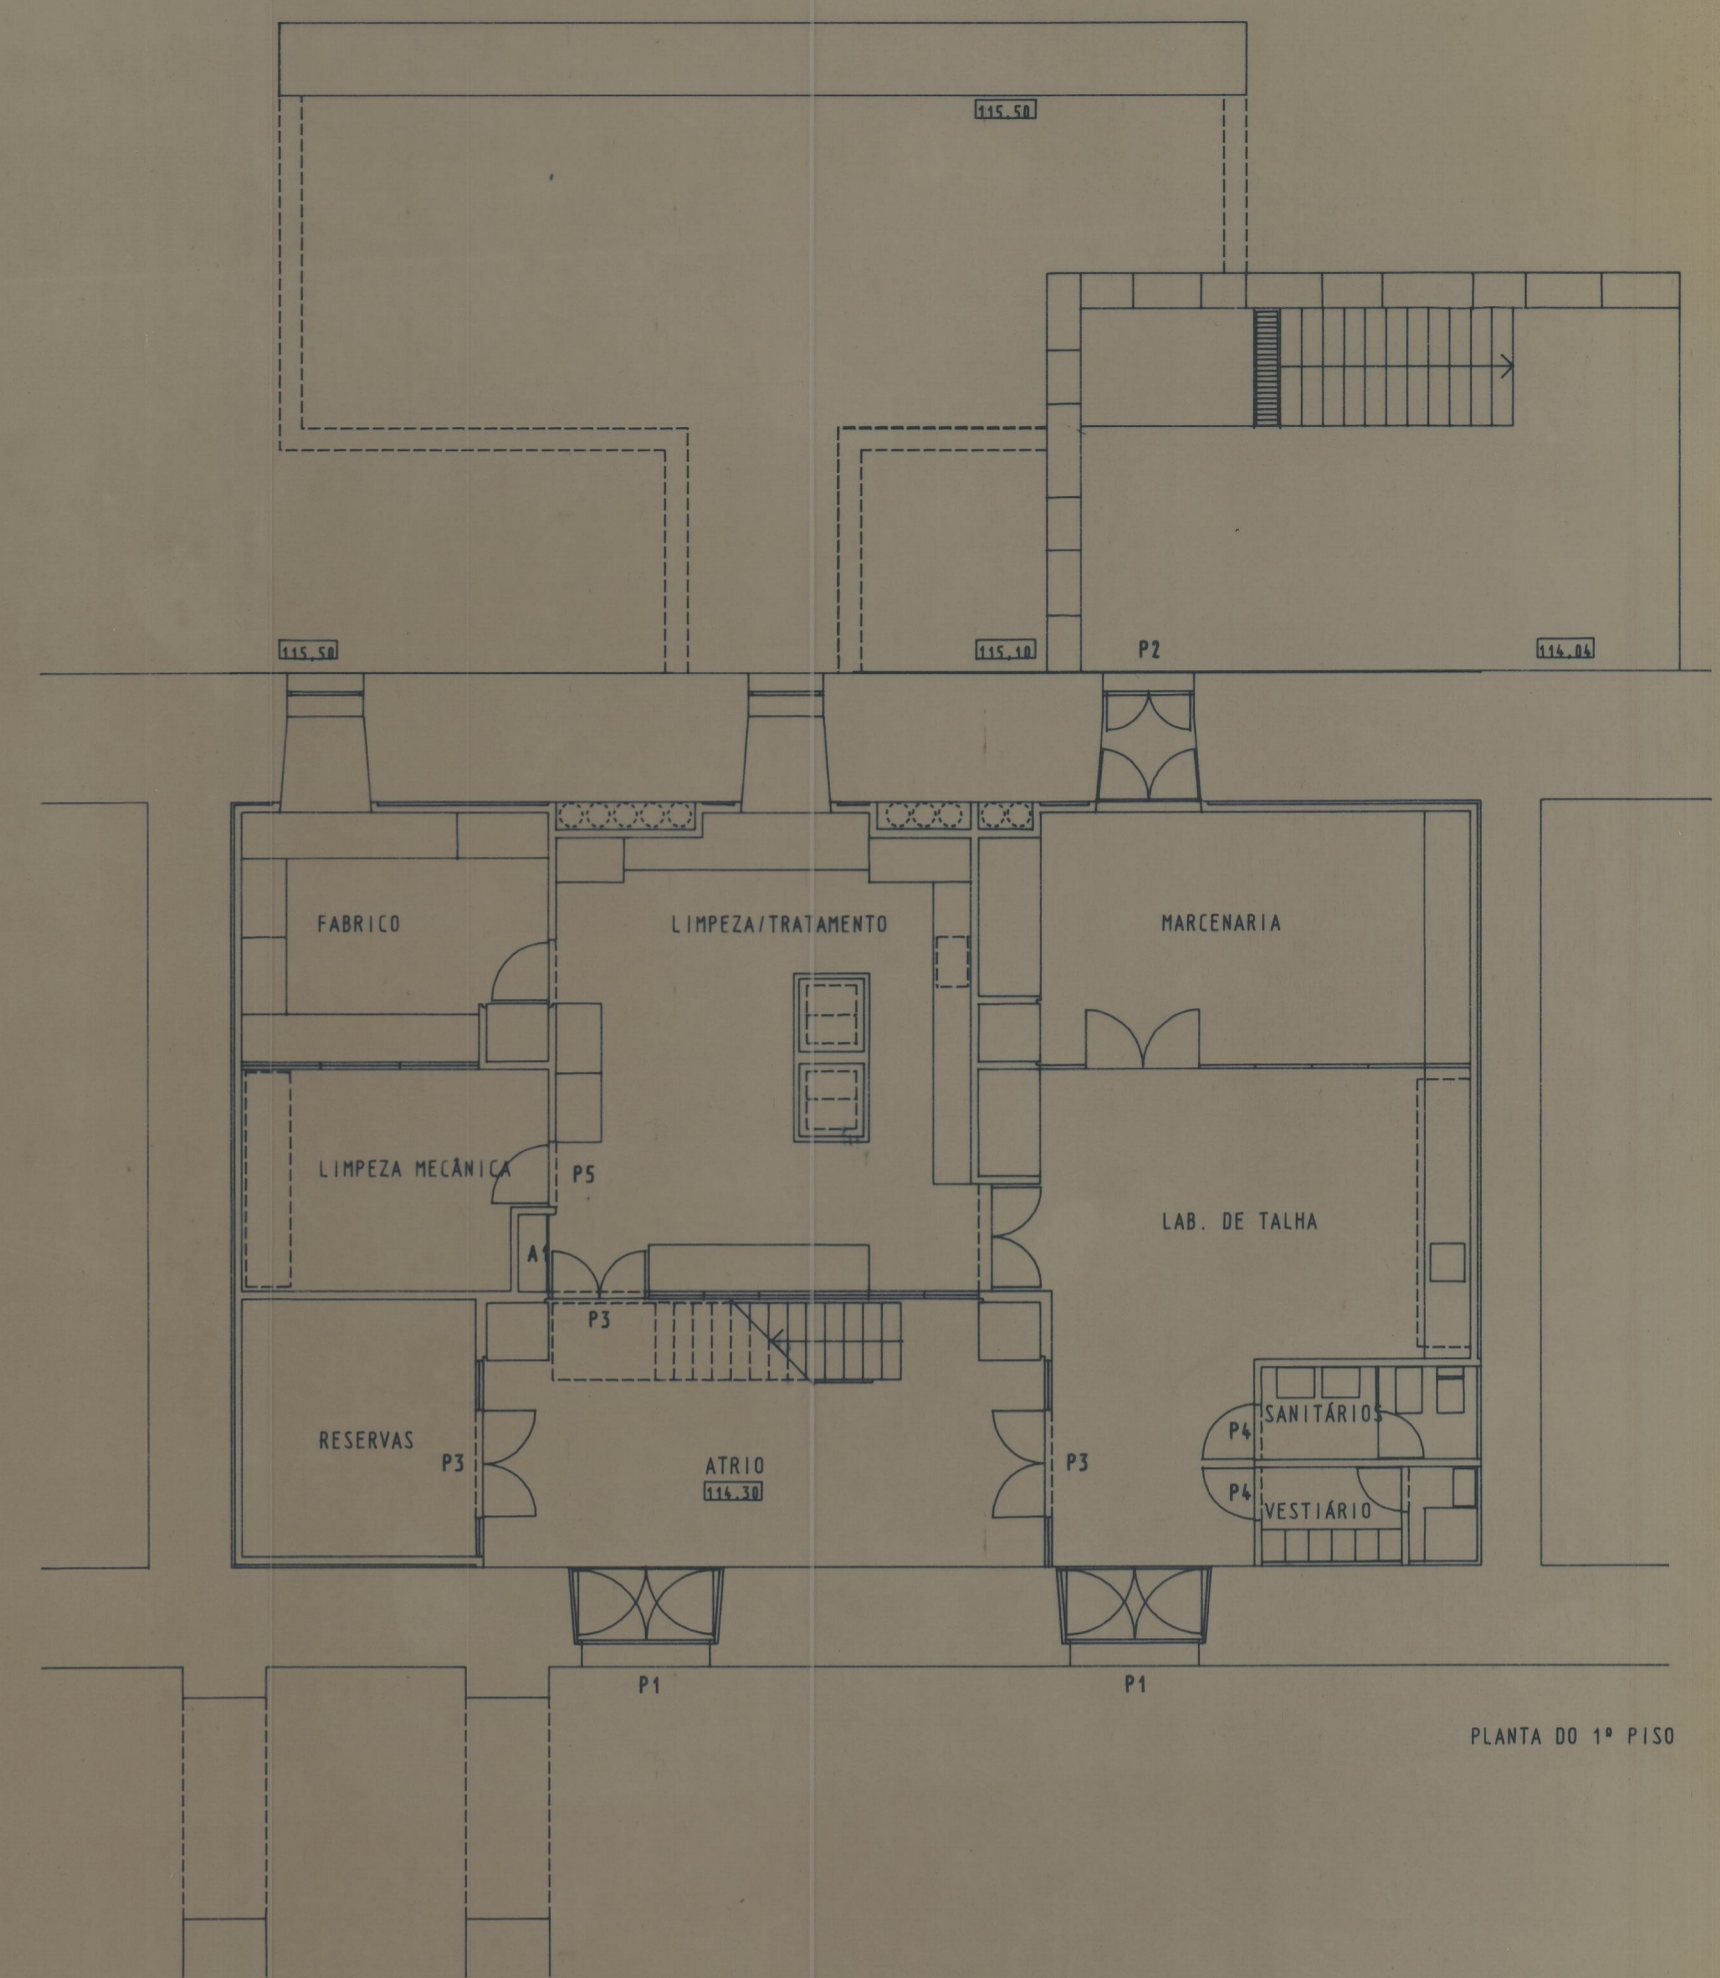 115.50
115.50
115.10
P2
114.04
FABRICO
LIMPEZA/TRATAMENTO
MARCENARIA
LIMPEZA MECÂNICA
P5
LAB. DE TALHA
A1
P3
RESERVAS
P3
ATRIO
114.30
P3
P4
SANITÁRIOS
P4
VESTIÁRIO
P1
P1
PLANTA DO 1º PISO